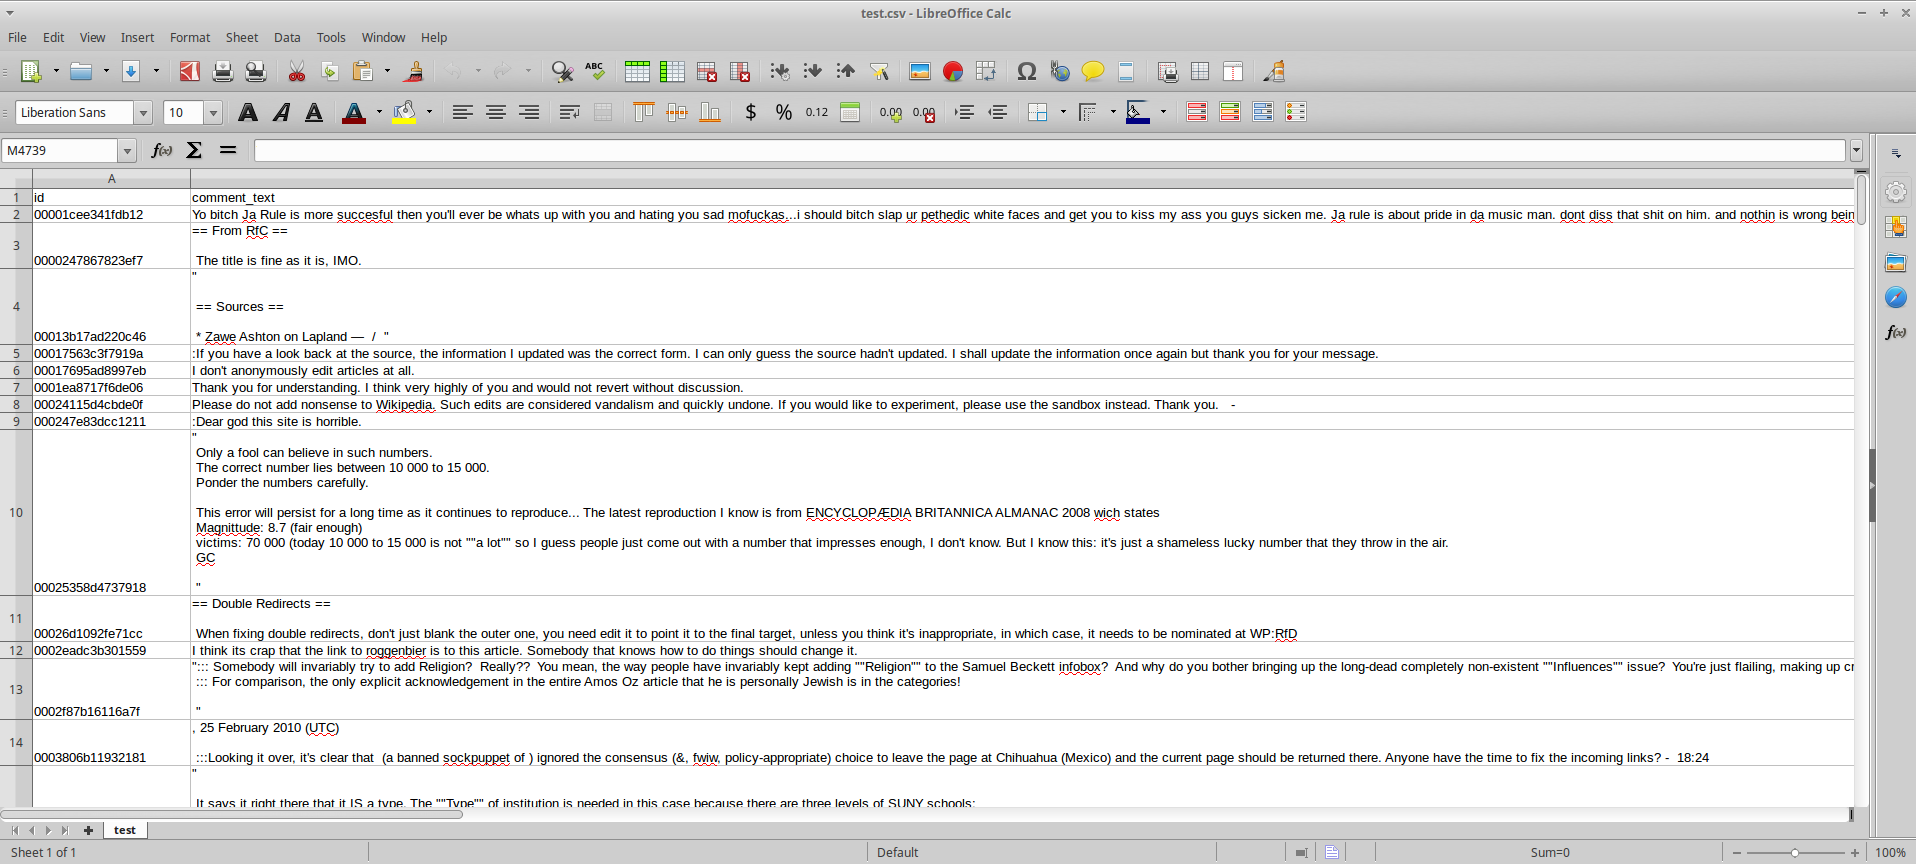 test.csv - LibreOffice Calc
File Edit View Insert Format Sheet Data Tools Window Help
Liberation Sans 10 $ % 0.12 0.00 0.00
M4739 f(x) Σ =
A
1 id comment_text
2 00001cee341fdb12 Yo bitch Ja Rule is more succesful then you'll ever be whats up with you and hating you sad mofuckas...i should bitch slap ur pethedic white faces and get you to kiss my ass you guys sicken me. Ja rule is about pride in da music man. dont diss that shit on him. and nothin is wrong bein
== From RfC ==
3
0000247867823ef7 The title is fine as it is, IMO.
"
4 == Sources ==
00013b17ad220c46 * Zawe Ashton on Lapland — / "
5 00017563c3f7919a :If you have a look back at the source, the information I updated was the correct form. I can only guess the source hadn't updated. I shall update the information once again but thank you for your message.
6 00017695ad8997eb I don't anonymously edit articles at all.
7 0001ea8717f6de06 Thank you for understanding. I think very highly of you and would not revert without discussion.
8 00024115d4cbde0f Please do not add nonsense to Wikipedia. Such edits are considered vandalism and quickly undone. If you would like to experiment, please use the sandbox instead. Thank you. -
9 000247e83dcc1211 :Dear god this site is horrible.
"
Only a fool can believe in such numbers.
The correct number lies between 10 000 to 15 000.
Ponder the numbers carefully.
10 This error will persist for a long time as it continues to reproduce... The latest reproduction I know is from ENCYCLOPÆDIA BRITANNICA ALMANAC 2008 wich states
Magnittude: 8.7 (fair enough)
victims: 70 000 (today 10 000 to 15 000 is not ""a lot"" so I guess people just come out with a number that impresses enough, I don't know. But I know this: it's just a shameless lucky number that they throw in the air.
GC
00025358d4737918 "
== Double Redirects ==
11
00026d1092fe71cc When fixing double redirects, don't just blank the outer one, you need edit it to point it to the final target, unless you think it's inappropriate, in which case, it needs to be nominated at WP:RfD
12 0002eadc3b301559 I think its crap that the link to roggenbier is to this article. Somebody that knows how to do things should change it.
"::: Somebody will invariably try to add Religion? Really?? You mean, the way people have invariably kept adding ""Religion"" to the Samuel Beckett infobox? And why do you bother bringing up the long-dead completely non-existent ""Influences"" issue? You're just flailing, making up cr
13 ::: For comparison, the only explicit acknowledgement in the entire Amos Oz article that he is personally Jewish is in the categories!
0002f87b16116a7f "
, 25 February 2010 (UTC)
14
0003806b11932181 :::Looking it over, it's clear that (a banned sockpuppet of ) ignored the consensus (&, fwiw, policy-appropriate) choice to leave the page at Chihuahua (Mexico) and the current page should be returned there. Anyone have the time to fix the incoming links? - 18:24
"
It says it right there that it IS a type. The ""Type"" of institution is needed in this case because there are three levels of SUNY schools:
test
Sheet 1 of 1 Default Sum=0 100%